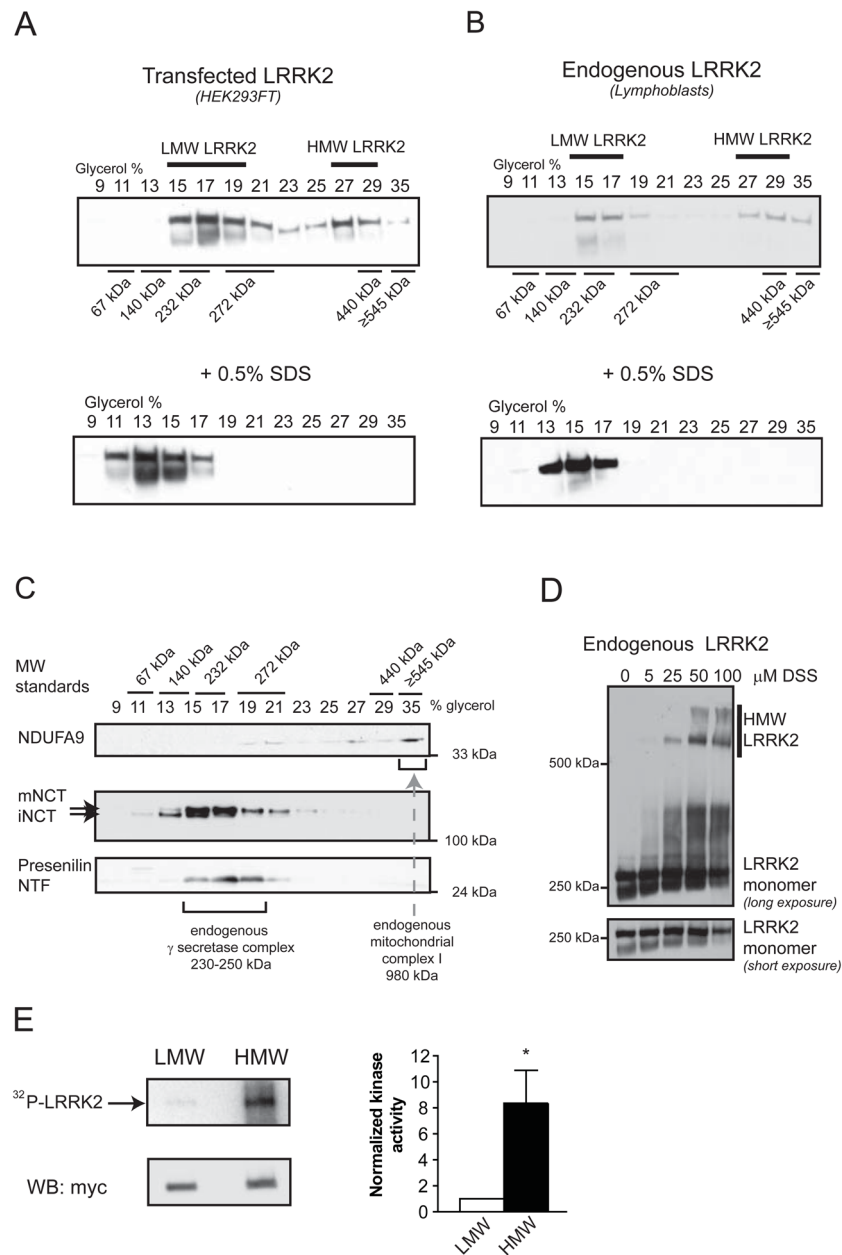 A
Transfected LRRK2
(HEK293FT)
LMW LRRK2 HMW LRRK2
Glycerol %
9 11 13 15 17 19 21 23 25 27 29 35
67 kDa 140 kDa 232 kDa 272 kDa 440 kDa ≥545 kDa
+ 0.5% SDS
Glycerol %
9 11 13 15 17 19 21 23 25 27 29 35
B
Endogenous LRRK2
(Lymphoblasts)
LMW LRRK2 HMW LRRK2
Glycerol %
9 11 13 15 17 19 21 23 25 27 29 35
67 kDa 140 kDa 232 kDa 272 kDa 440 kDa ≥545 kDa
+ 0.5% SDS
Glycerol %
9 11 13 15 17 19 21 23 25 27 29 35
C
MW
standards
67 kDa 140 kDa 232 kDa 272 kDa 440 kDa ≥545 kDa
9 11 13 15 17 19 21 23 25 27 29 35 % glycerol
NDUFA9
33 kDa
mNCT
iNCT
100 kDa
Presenilin
NTF
24 kDa
endogenous
γ secretase complex
230-250 kDa
endogenous
mitochondrial
complex I
980 kDa
D
Endogenous LRRK2
0 5 25 50 100 μM DSS
HMW
LRRK2
500 kDa
250 kDa
LRRK2
monomer
(long exposure)
250 kDa
LRRK2
monomer
(short exposure)
E
LMW HMW
32P-LRRK2
WB: myc
Normalized kinase
activity
12
10
8
6
4
2
0
*
LMW HMW